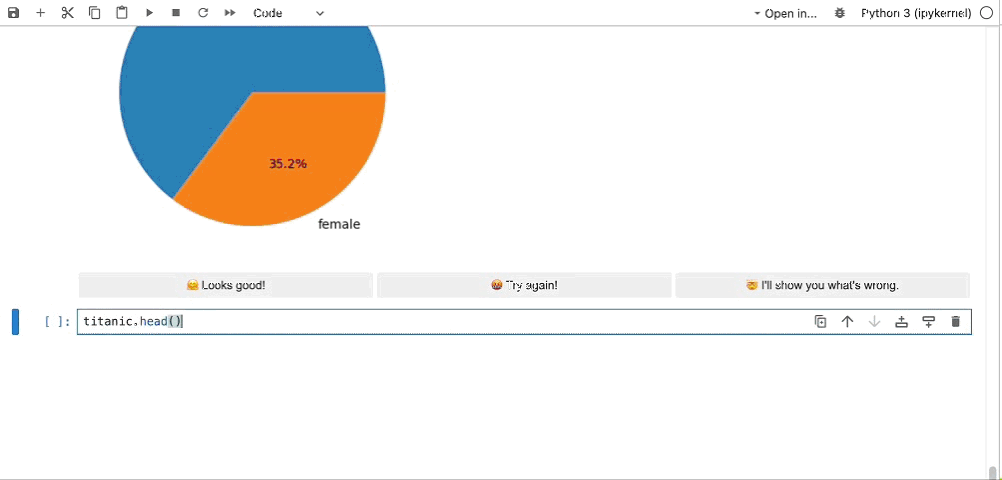 Code Open in... Python 3 (ipykernel)
35.2%
female
🤗 Looks good! 🤬 Try again! 🤯 I'll show you what's wrong.
[ ]: titanic.head()